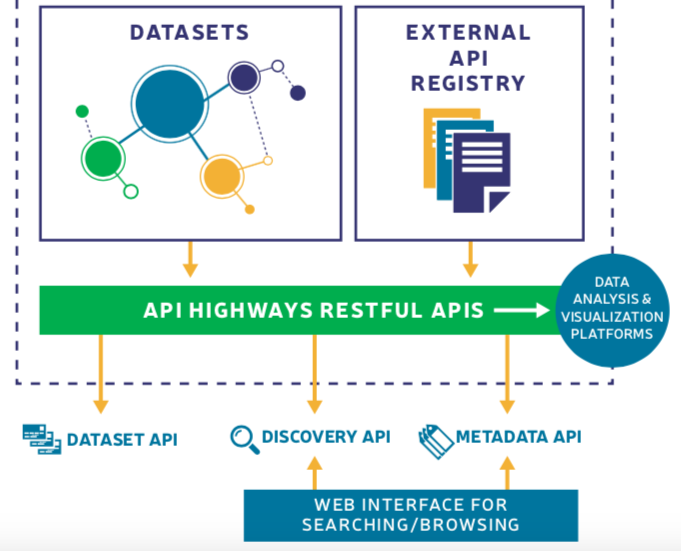 DATASETS
EXTERNAL
API
REGISTRY
API HIGHWAYS RESTFUL APIS
DATA
ANALYSIS &
VISUALIZATION
PLATFORMS
DATASET API
DISCOVERY API
METADATA API
WEB INTERFACE FOR
SEARCHING/BROWSING